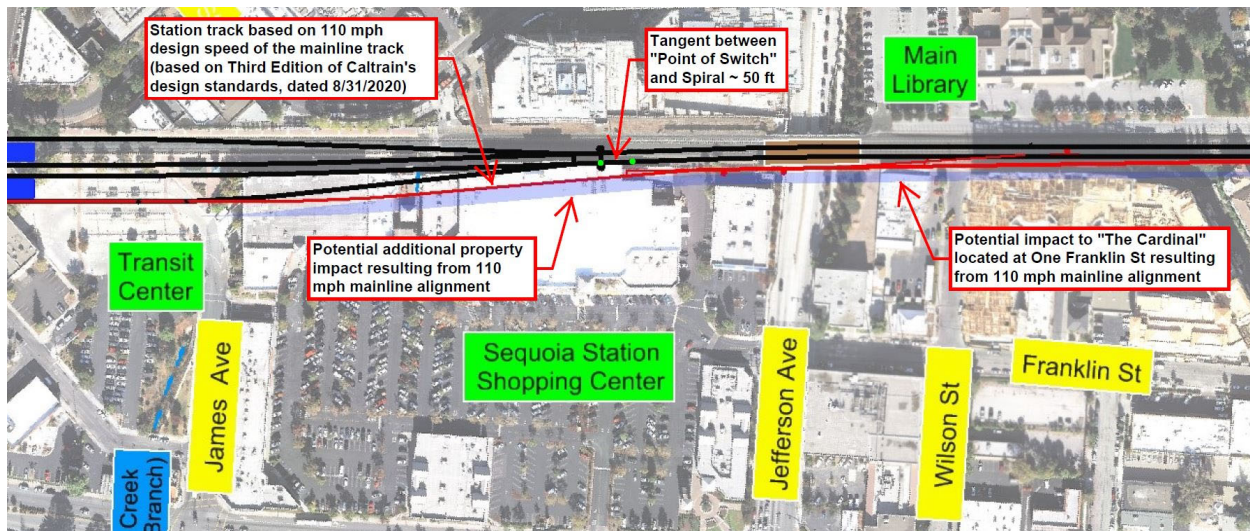 Station track based on 110 mph
design speed of the mainline track
(based on Third Edition of Caltrain's
design standards, dated 8/31/2020)
Tangent between
"Point of Switch"
and Spiral ~ 50 ft
Main
Library
Potential additional property
impact resulting from 110
mph mainline alignment
Potential impact to "The Cardinal"
located at One Franklin St resulting
from 110 mph mainline alignment
Transit
Center
James Ave
Sequoia Station
Shopping Center
Jefferson Ave
Wilson St
Franklin St
Creek
Branch)